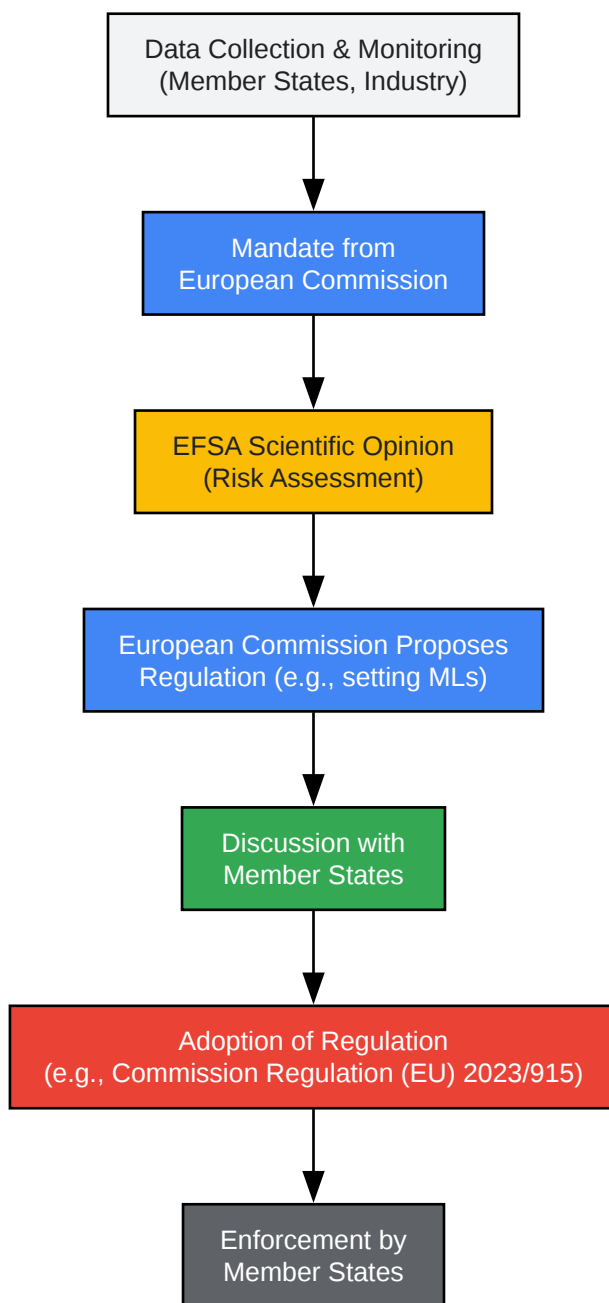 Data Collection & Monitoring
(Member States, Industry)
Mandate from
European Commission
EFSA Scientific Opinion
(Risk Assessment)
European Commission Proposes
Regulation (e.g., setting MLs)
Discussion with
Member States
Adoption of Regulation
(e.g., Commission Regulation (EU) 2023/915)
Enforcement by
Member States